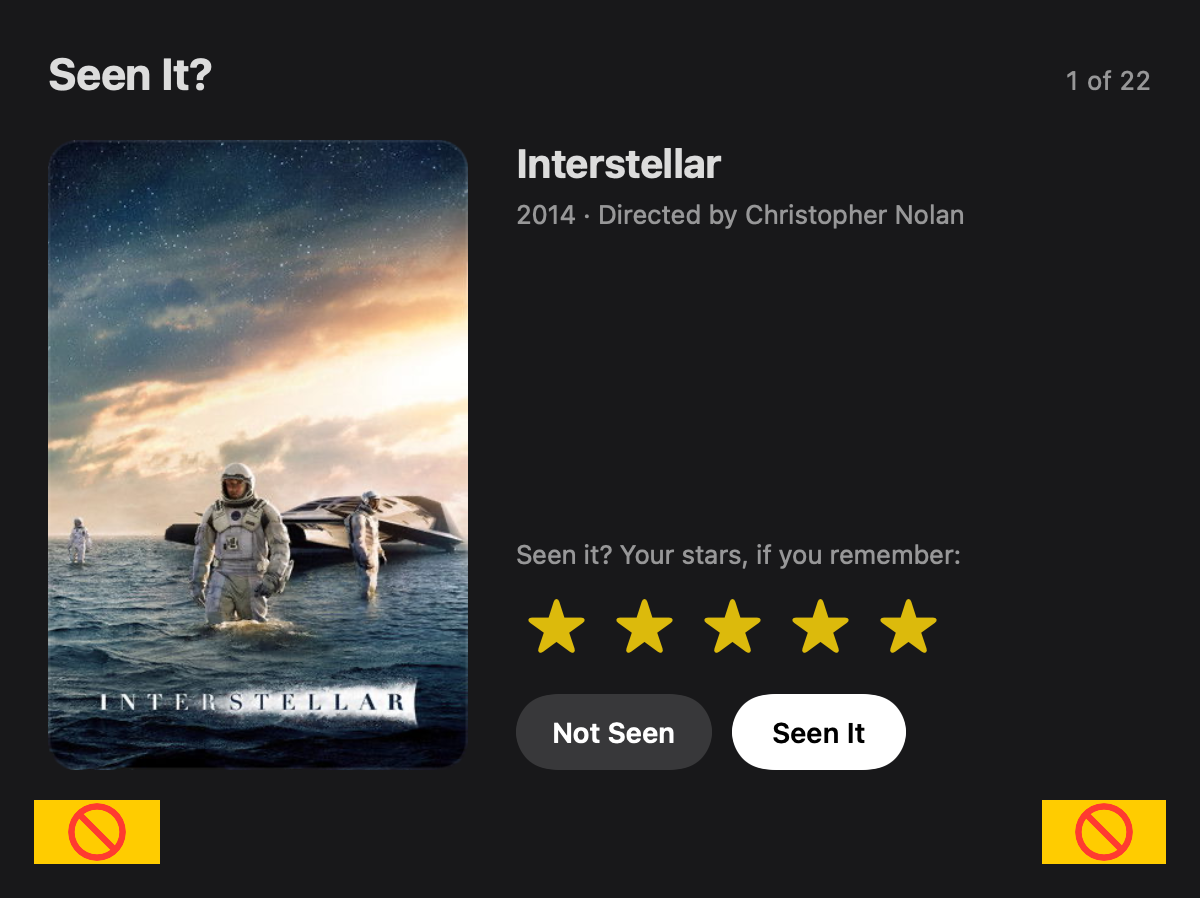 Seen It?
1 of 22
Interstellar
2014 · Directed by Christopher Nolan
Seen it? Your stars, if you remember:
Not Seen
Seen It
INTERSTELLAR